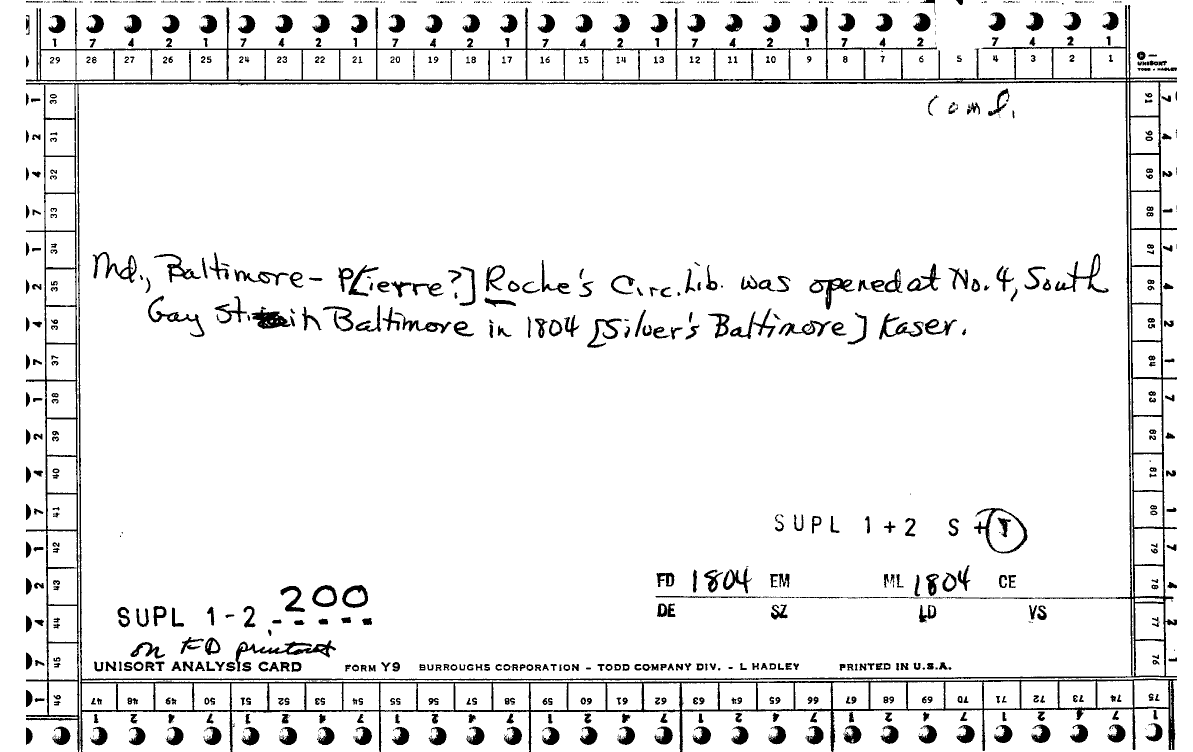 7 4 2 1 7 4 2 1 7 4 2 1 7 4 2 1 7 4 2 1 7 4 2 7 4 2 1
29 28 27 26 25 24 23 22 21 20 19 18 17 16 15 14 13 12 11 10 9 8 7 6 5 4 3 2 1
UNISORT
TODD - HADLEY
Coml.
Md., Baltimore - P[ierre?] Roche's Circ. Lib. was opened at No. 4, South
Gay St. in Baltimore in 1804 [Silver's Baltimore] Kaser.
SUPL 1+2 S+T
FD 1804 EM ML 1804 CE
DE SZ LD VS
SUPL 1-2 200
on FD printout
UNISORT ANALYSIS CARD FORM Y9 BURROUGHS CORPORATION - TODD COMPANY DIV. - L HADLEY PRINTED IN U.S.A.
1 30
2 31
4 32
7 33
1 34
2 35
4 36
7 37
1 38
2 39
4 40
7 41
1 42
2 43
4 44
7 45
1 46
91 7
90 4
89 2
88 1
87 7
86 4
85 2
84 1
83 7
82 4
81 2
80 1
79 7
78 4
77 2
76 1
47 48 49 50 51 52 53 54 55 56 57 58 59 60 61 62 63 64 65 66 67 68 69 70 71 72 73 74 75
1 2 4 7 1 2 4 7 1 2 4 7 1 2 4 7 1 2 4 7 1 2 4 7 1 2 4 7 1